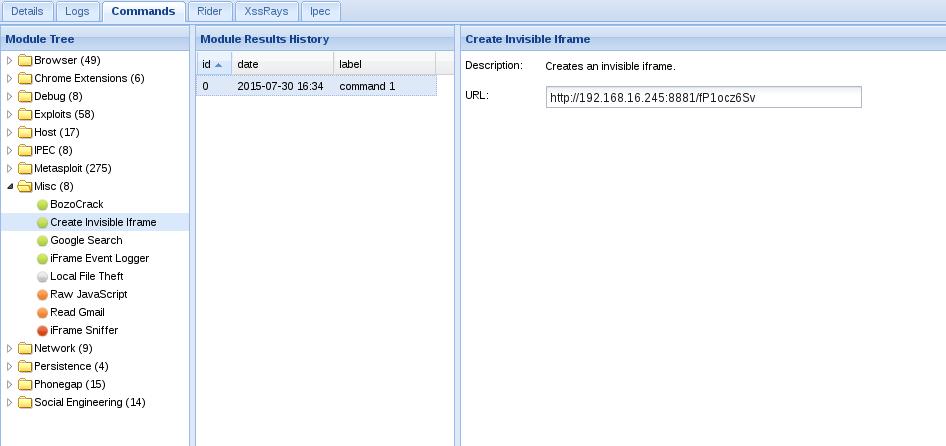 Details Logs Commands Rider XssRays Ipec
Module Tree
Browser (49)
Chrome Extensions (6)
Debug (8)
Exploits (58)
Host (17)
IPEC (8)
Metasploit (275)
Misc (8)
BozoCrack
Create Invisible Iframe
Google Search
iFrame Event Logger
Local File Theft
Raw JavaScript
Read Gmail
iFrame Sniffer
Network (9)
Persistence (4)
Phonegap (15)
Social Engineering (14)
Module Results History
id date label
0 2015-07-30 16:34 command 1
Create Invisible Iframe
Description: Creates an invisible iframe.
URL: http://192.168.16.245:8881/fP1ocz6Sv